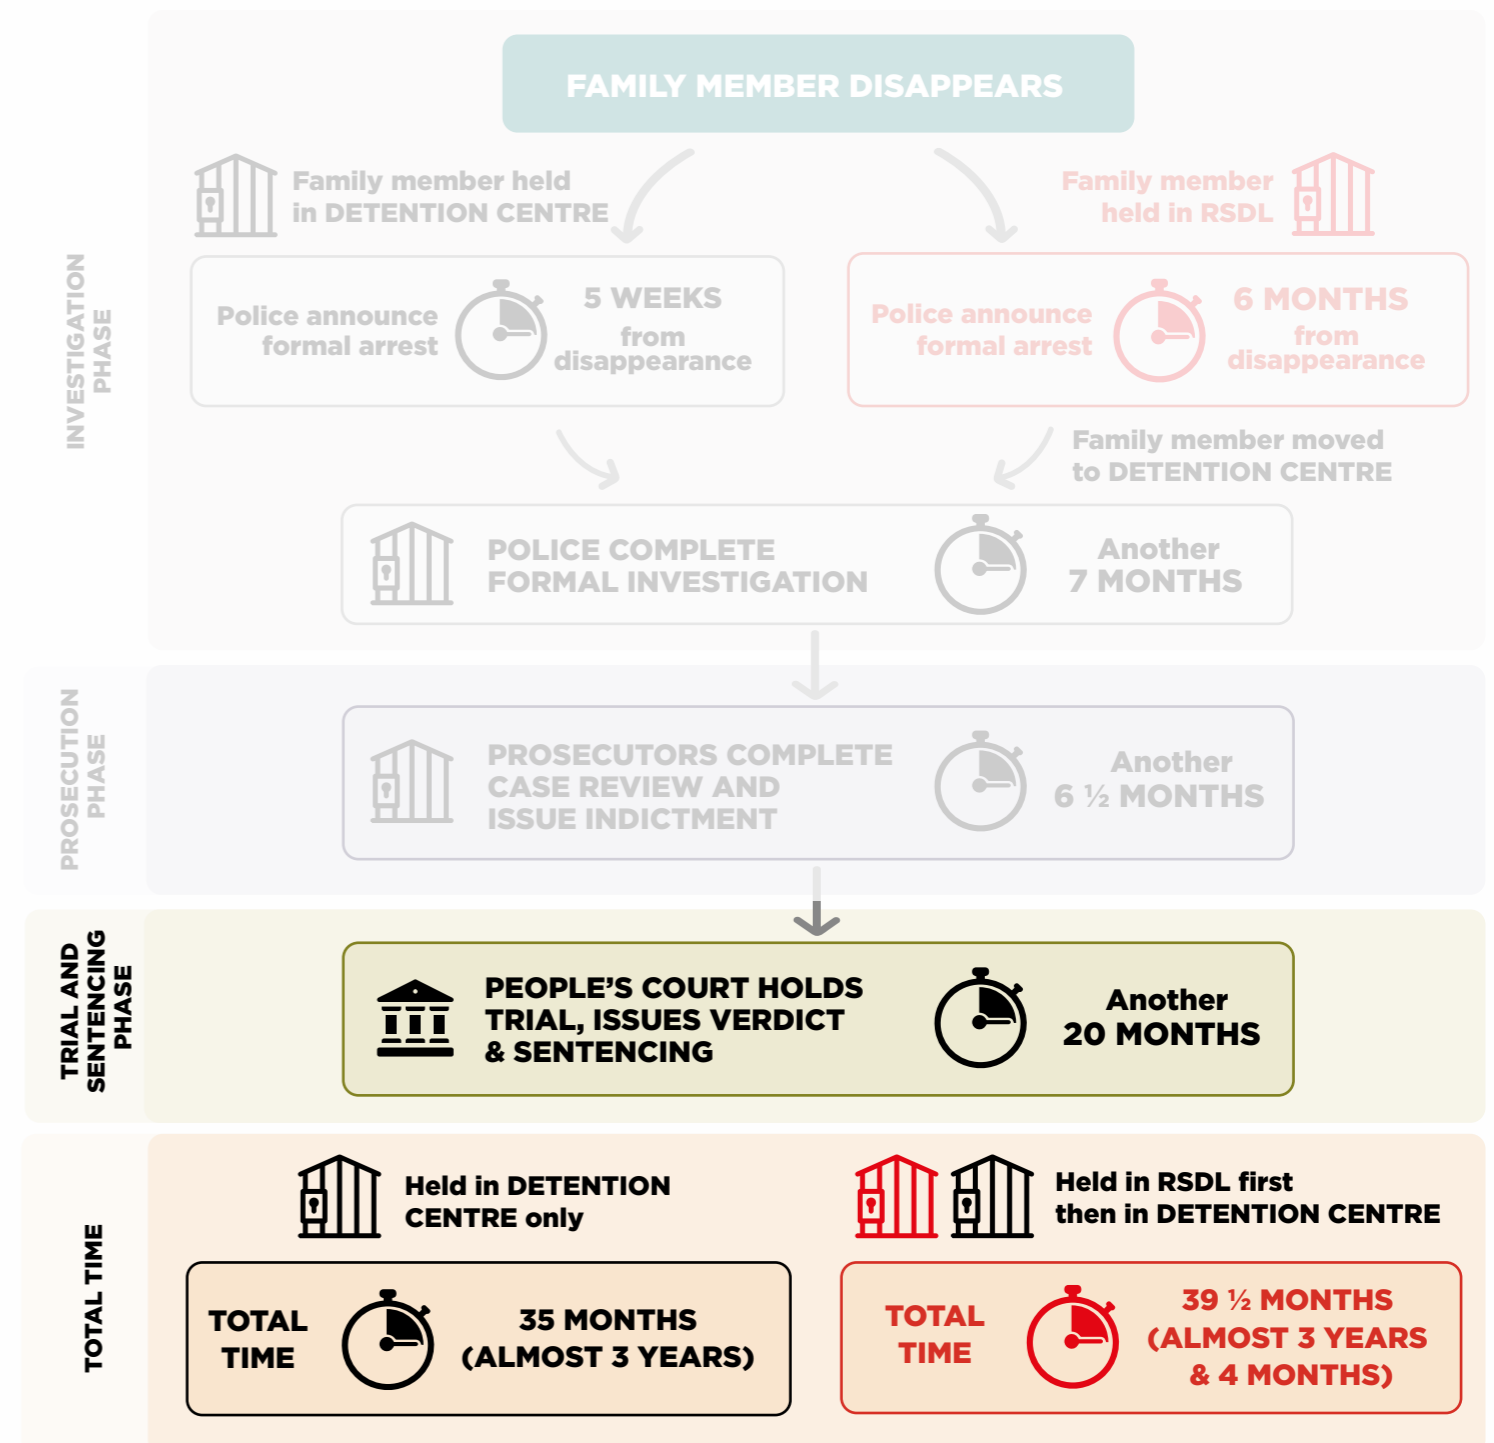 FAMILY MEMBER DISAPPEARS
Family member held
in DETENTION CENTRE
Family member
held in RSDL
INVESTIGATION
PHASE
Police announce
formal arrest
5 WEEKS
from
disappearance
Police announce
formal arrest
6 MONTHS
from
disappearance
Family member moved
to DETENTION CENTRE
POLICE COMPLETE
FORMAL INVESTIGATION
Another
7 MONTHS
PROSECUTION
PHASE
PROSECUTORS COMPLETE
CASE REVIEW AND
ISSUE INDICTMENT
Another
6 ½ MONTHS
TRIAL AND
SENTENCING
PHASE
PEOPLE’S COURT HOLDS
TRIAL, ISSUES VERDICT
& SENTENCING
Another
20 MONTHS
TOTAL TIME
Held in DETENTION
CENTRE only
Held in RSDL first
then in DETENTION CENTRE
TOTAL
TIME
35 MONTHS
(ALMOST 3 YEARS)
TOTAL
TIME
39 ½ MONTHS
(ALMOST 3 YEARS
& 4 MONTHS)